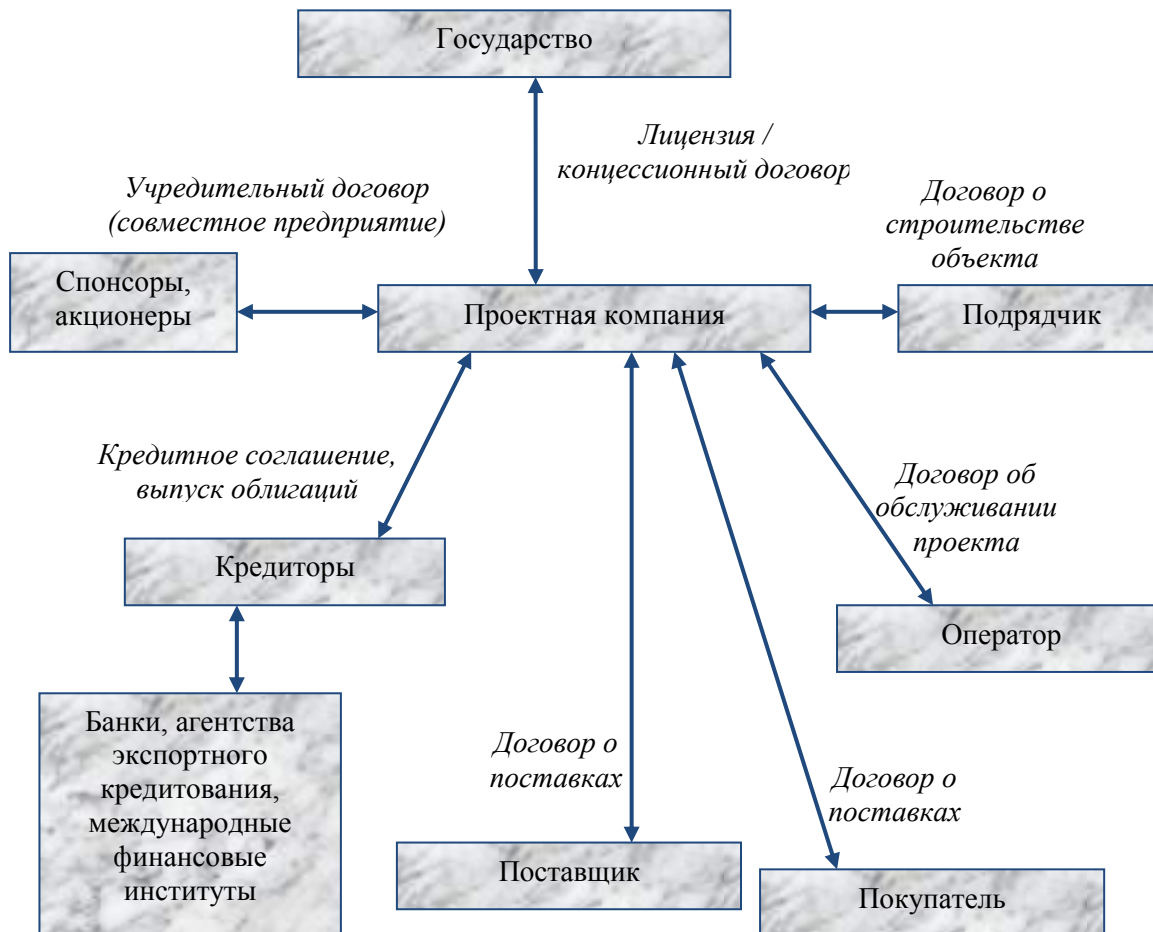 Государство
Лицензия /
концессионный договор
Учредительный договор
(совместное предприятие)
Договор о
строительстве
объекта
Спонсоры,
акционеры
Проектная компания
Подрядчик
Кредитное соглашение,
выпуск облигаций
Договор об
обслуживании
проекта
Кредиторы
Оператор
Банки, агентства
экспортного
кредитования,
международные
финансовые
институты
Договор о
поставках
Договор о
поставках
Поставщик
Покупатель